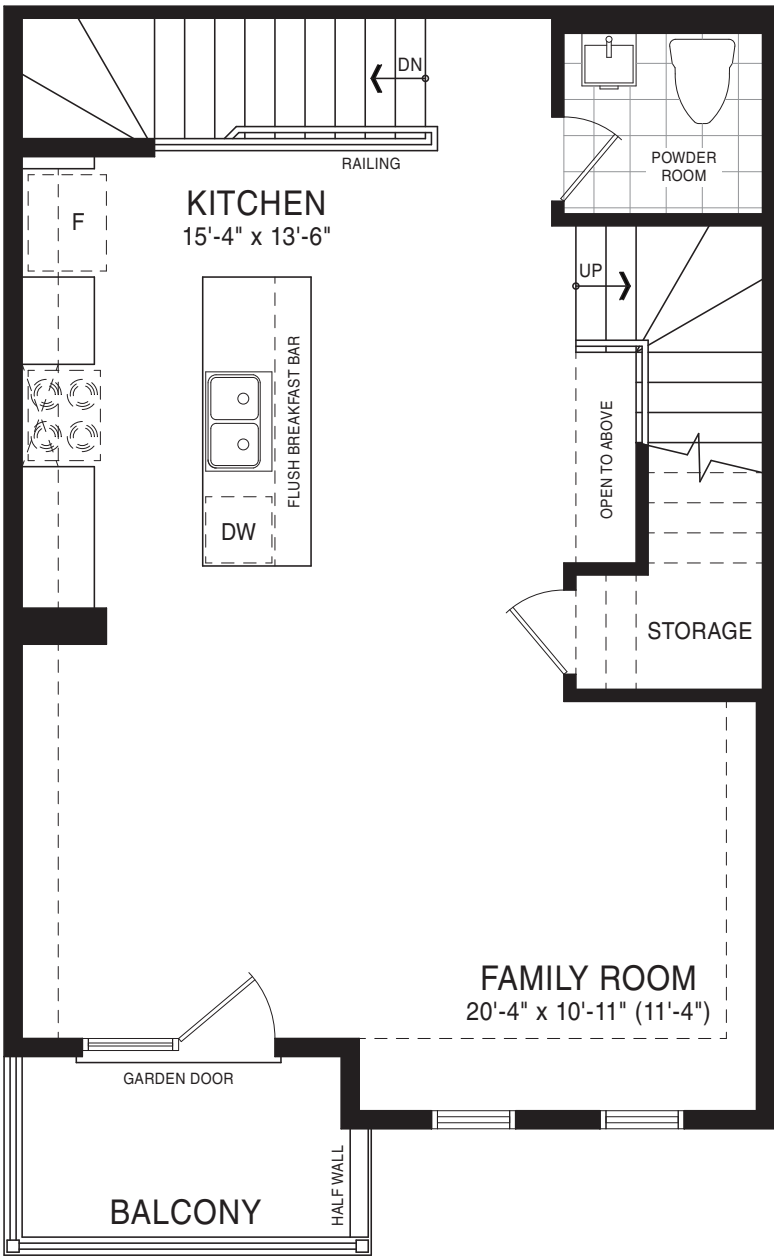 DN
RAILING
POWDER
ROOM
KITCHEN
15'-4" x 13'-6"
F
UP
FLUSH BREAKFAST BAR
OPEN TO ABOVE
DW
STORAGE
FAMILY ROOM
20'-4" x 10'-11" (11'-4")
GARDEN DOOR
HALF WALL
BALCONY